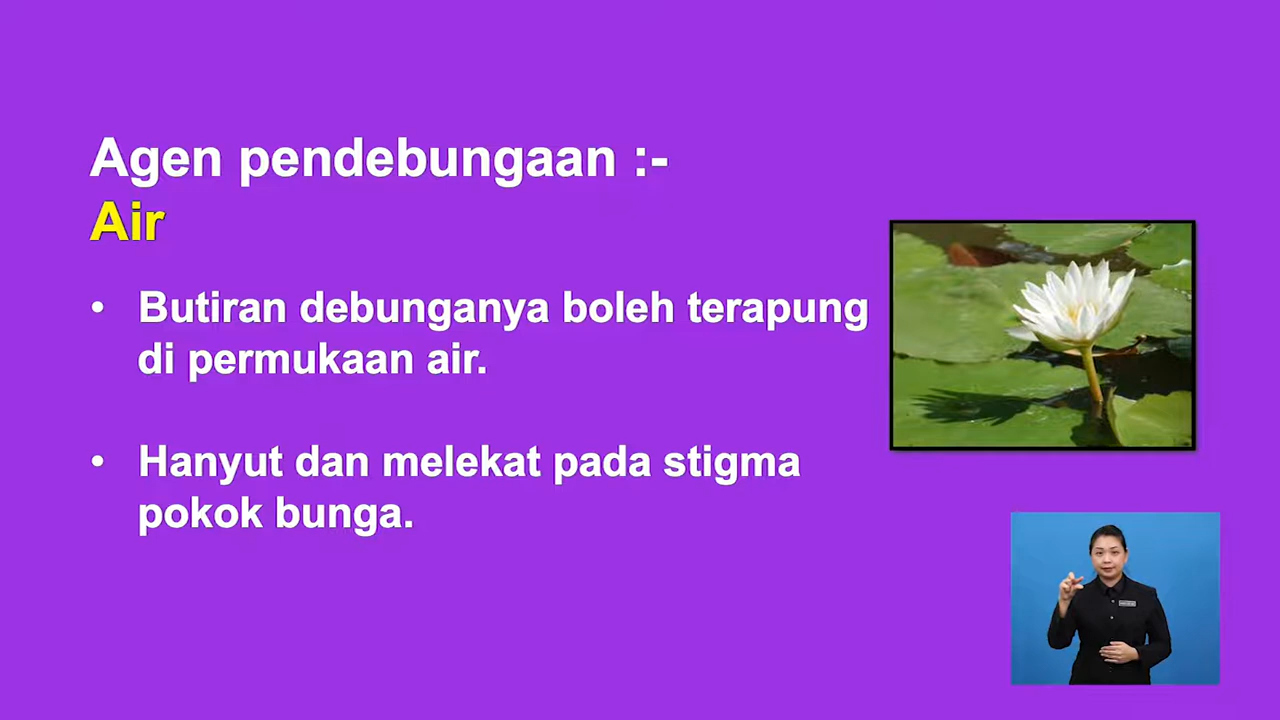 Agen pendebungaan :-
Air
• Butiran debunganya boleh terapung
di permukaan air.
• Hanyut dan melekat pada stigma
pokok bunga.